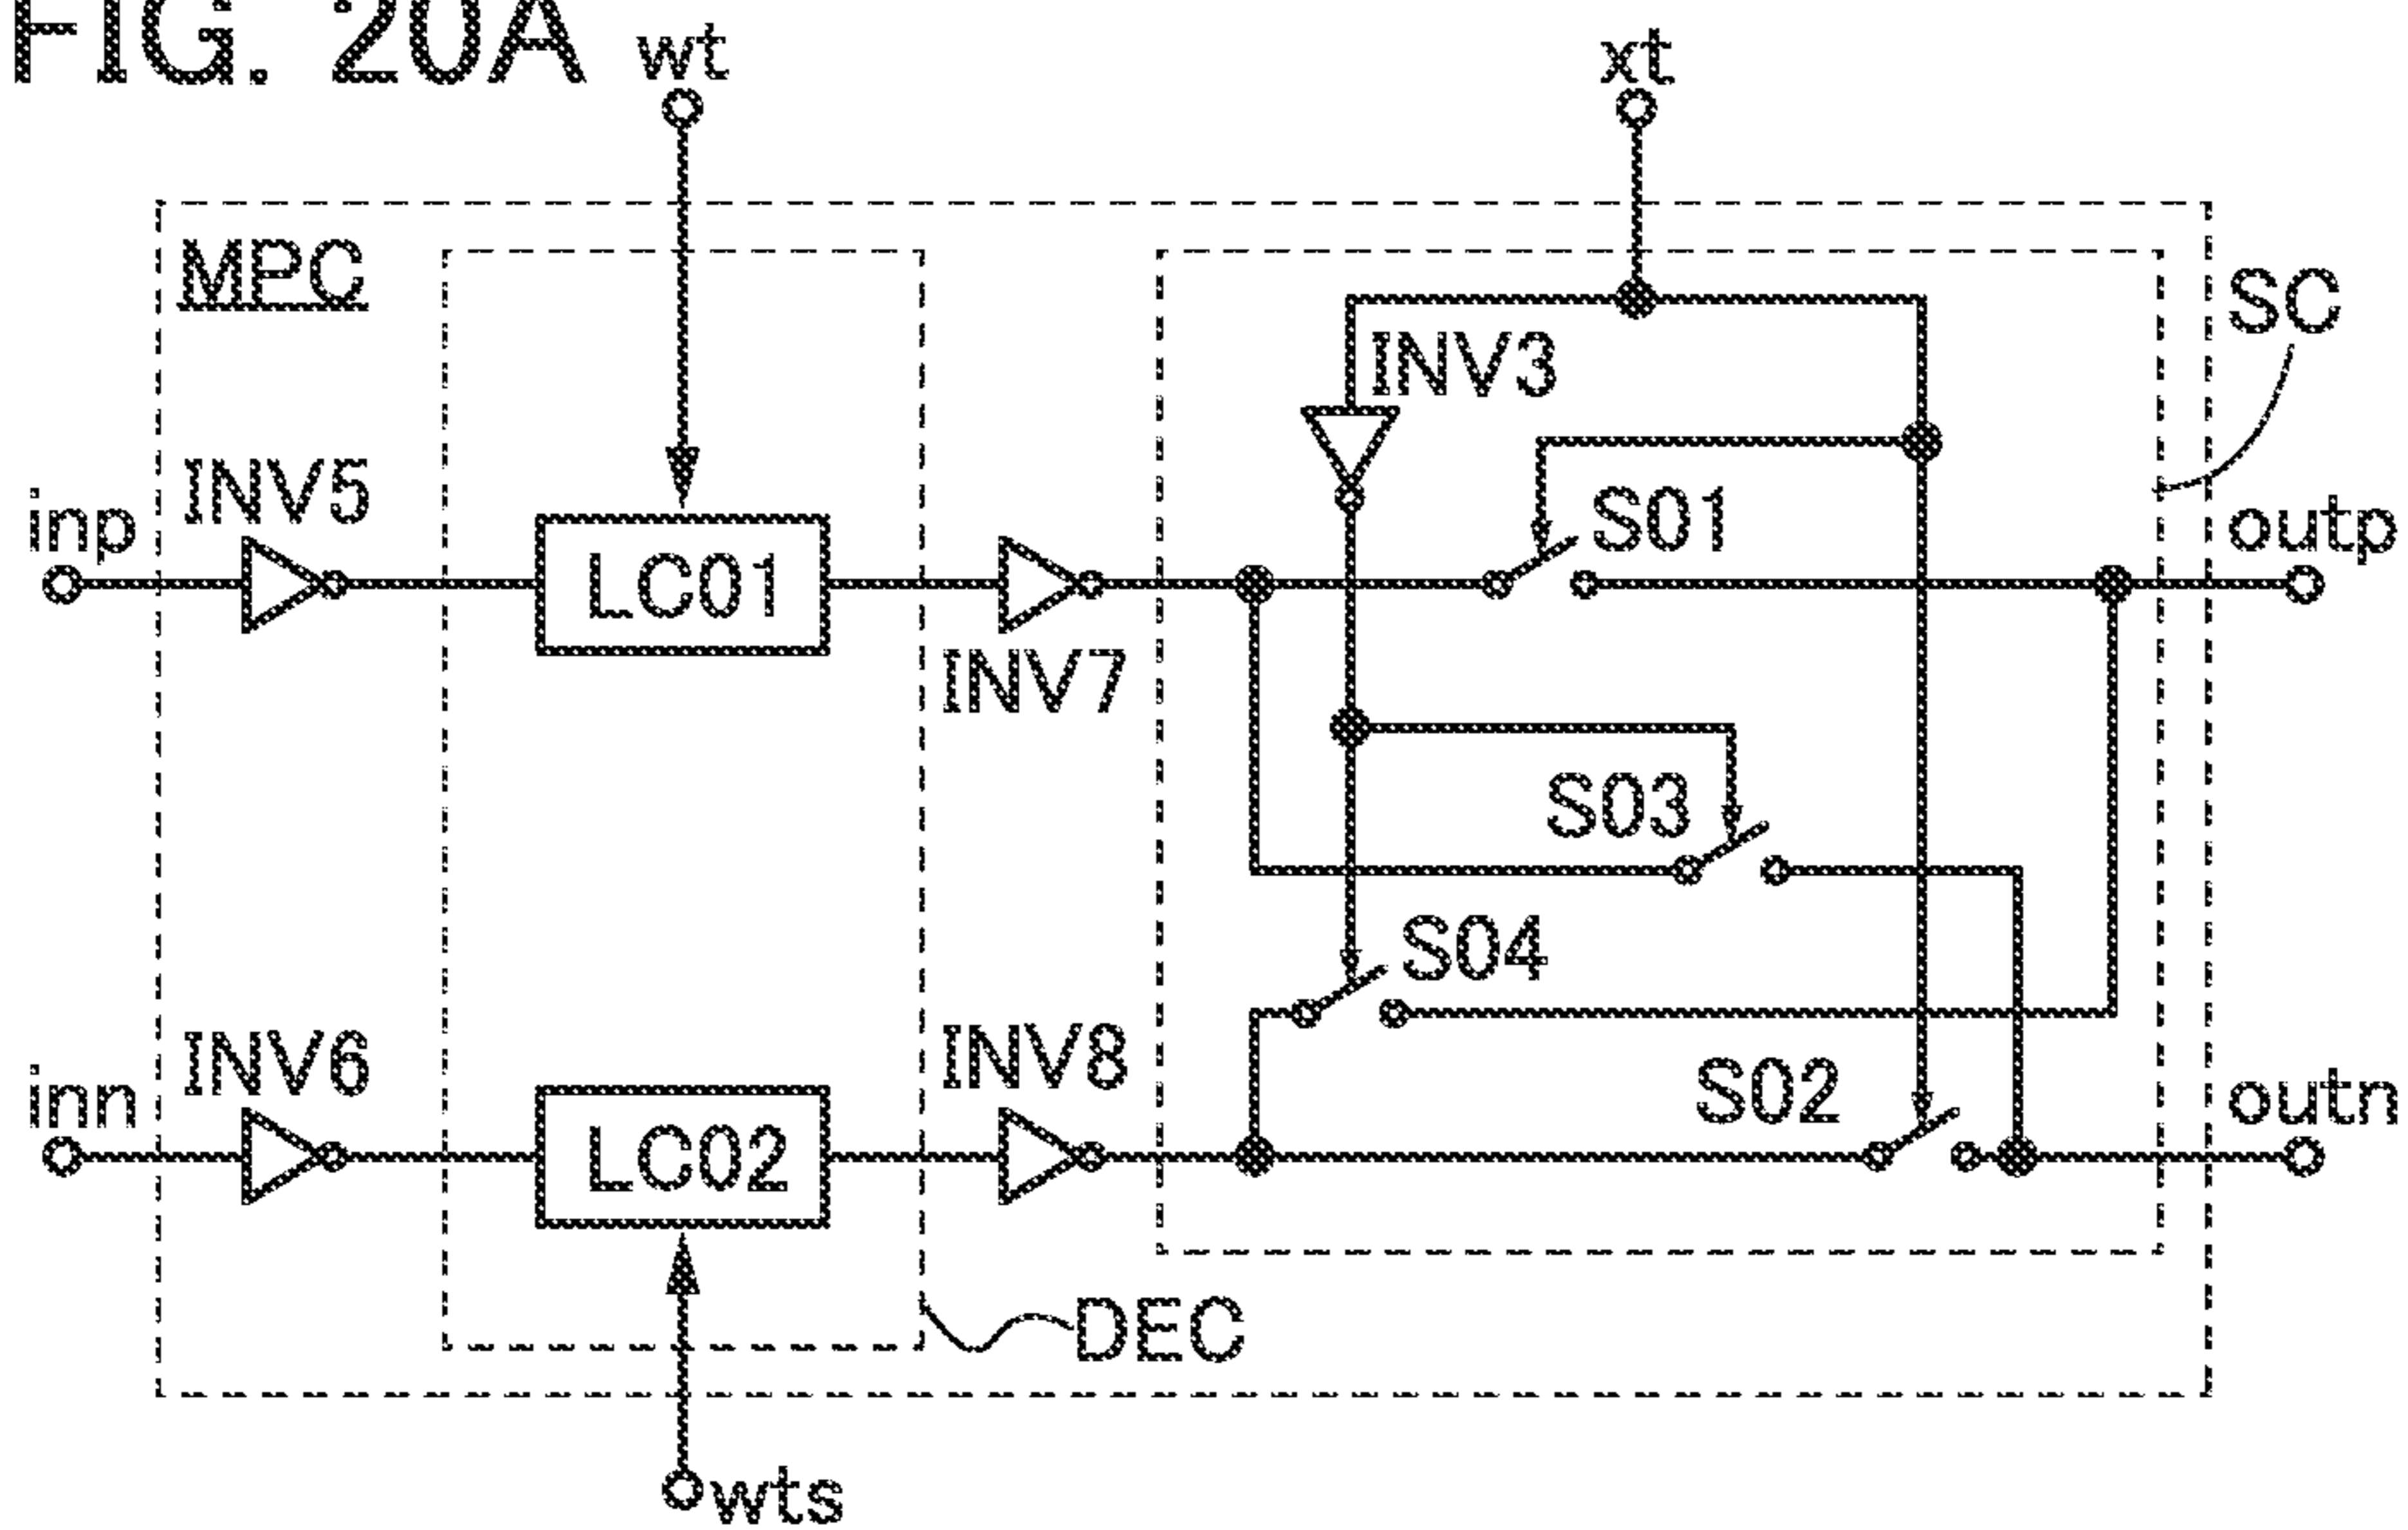 FIG. 20A
wt
xt
MPC
SC
INV3
INV5
S01
inp
outp
LC01
INV7
S03
S04
INV6
INV8
S02
inn
outn
LC02
DEC
wts